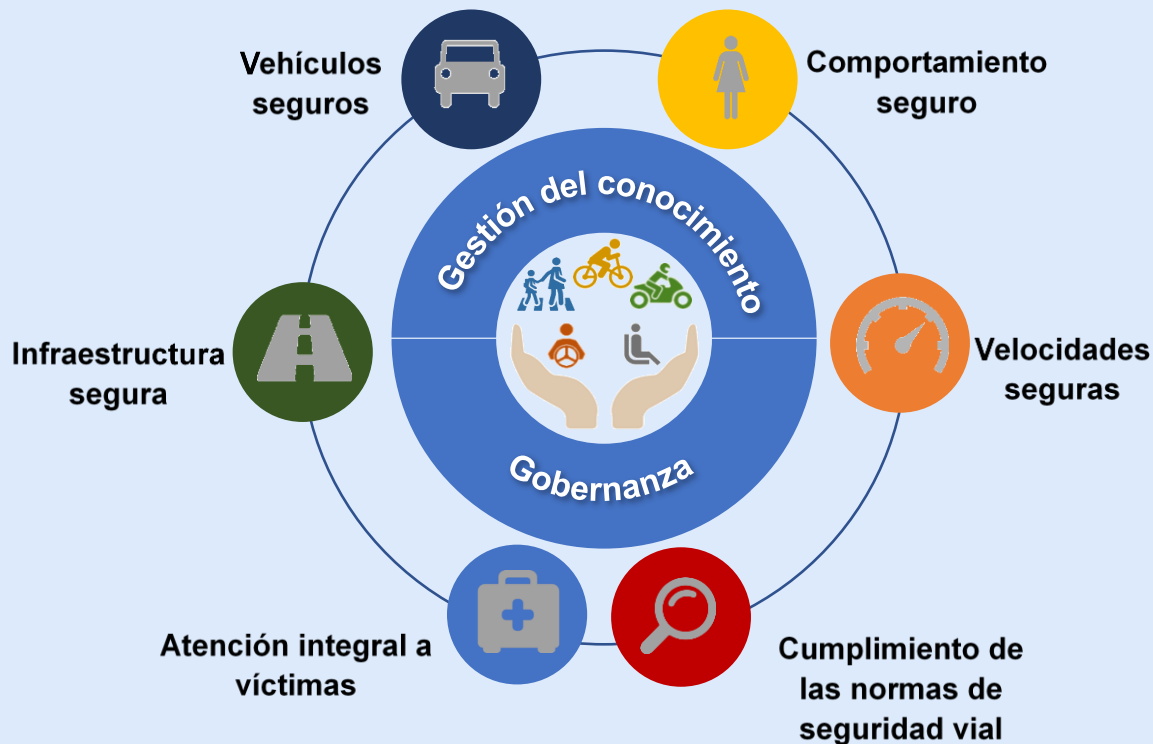 Vehículos
seguros
Comportamiento
seguro
Gestión del conocimiento
Infraestructura
segura
Velocidades
seguras
Gobernanza
Atención integral a
víctimas
Cumplimiento de
las normas de
seguridad vial